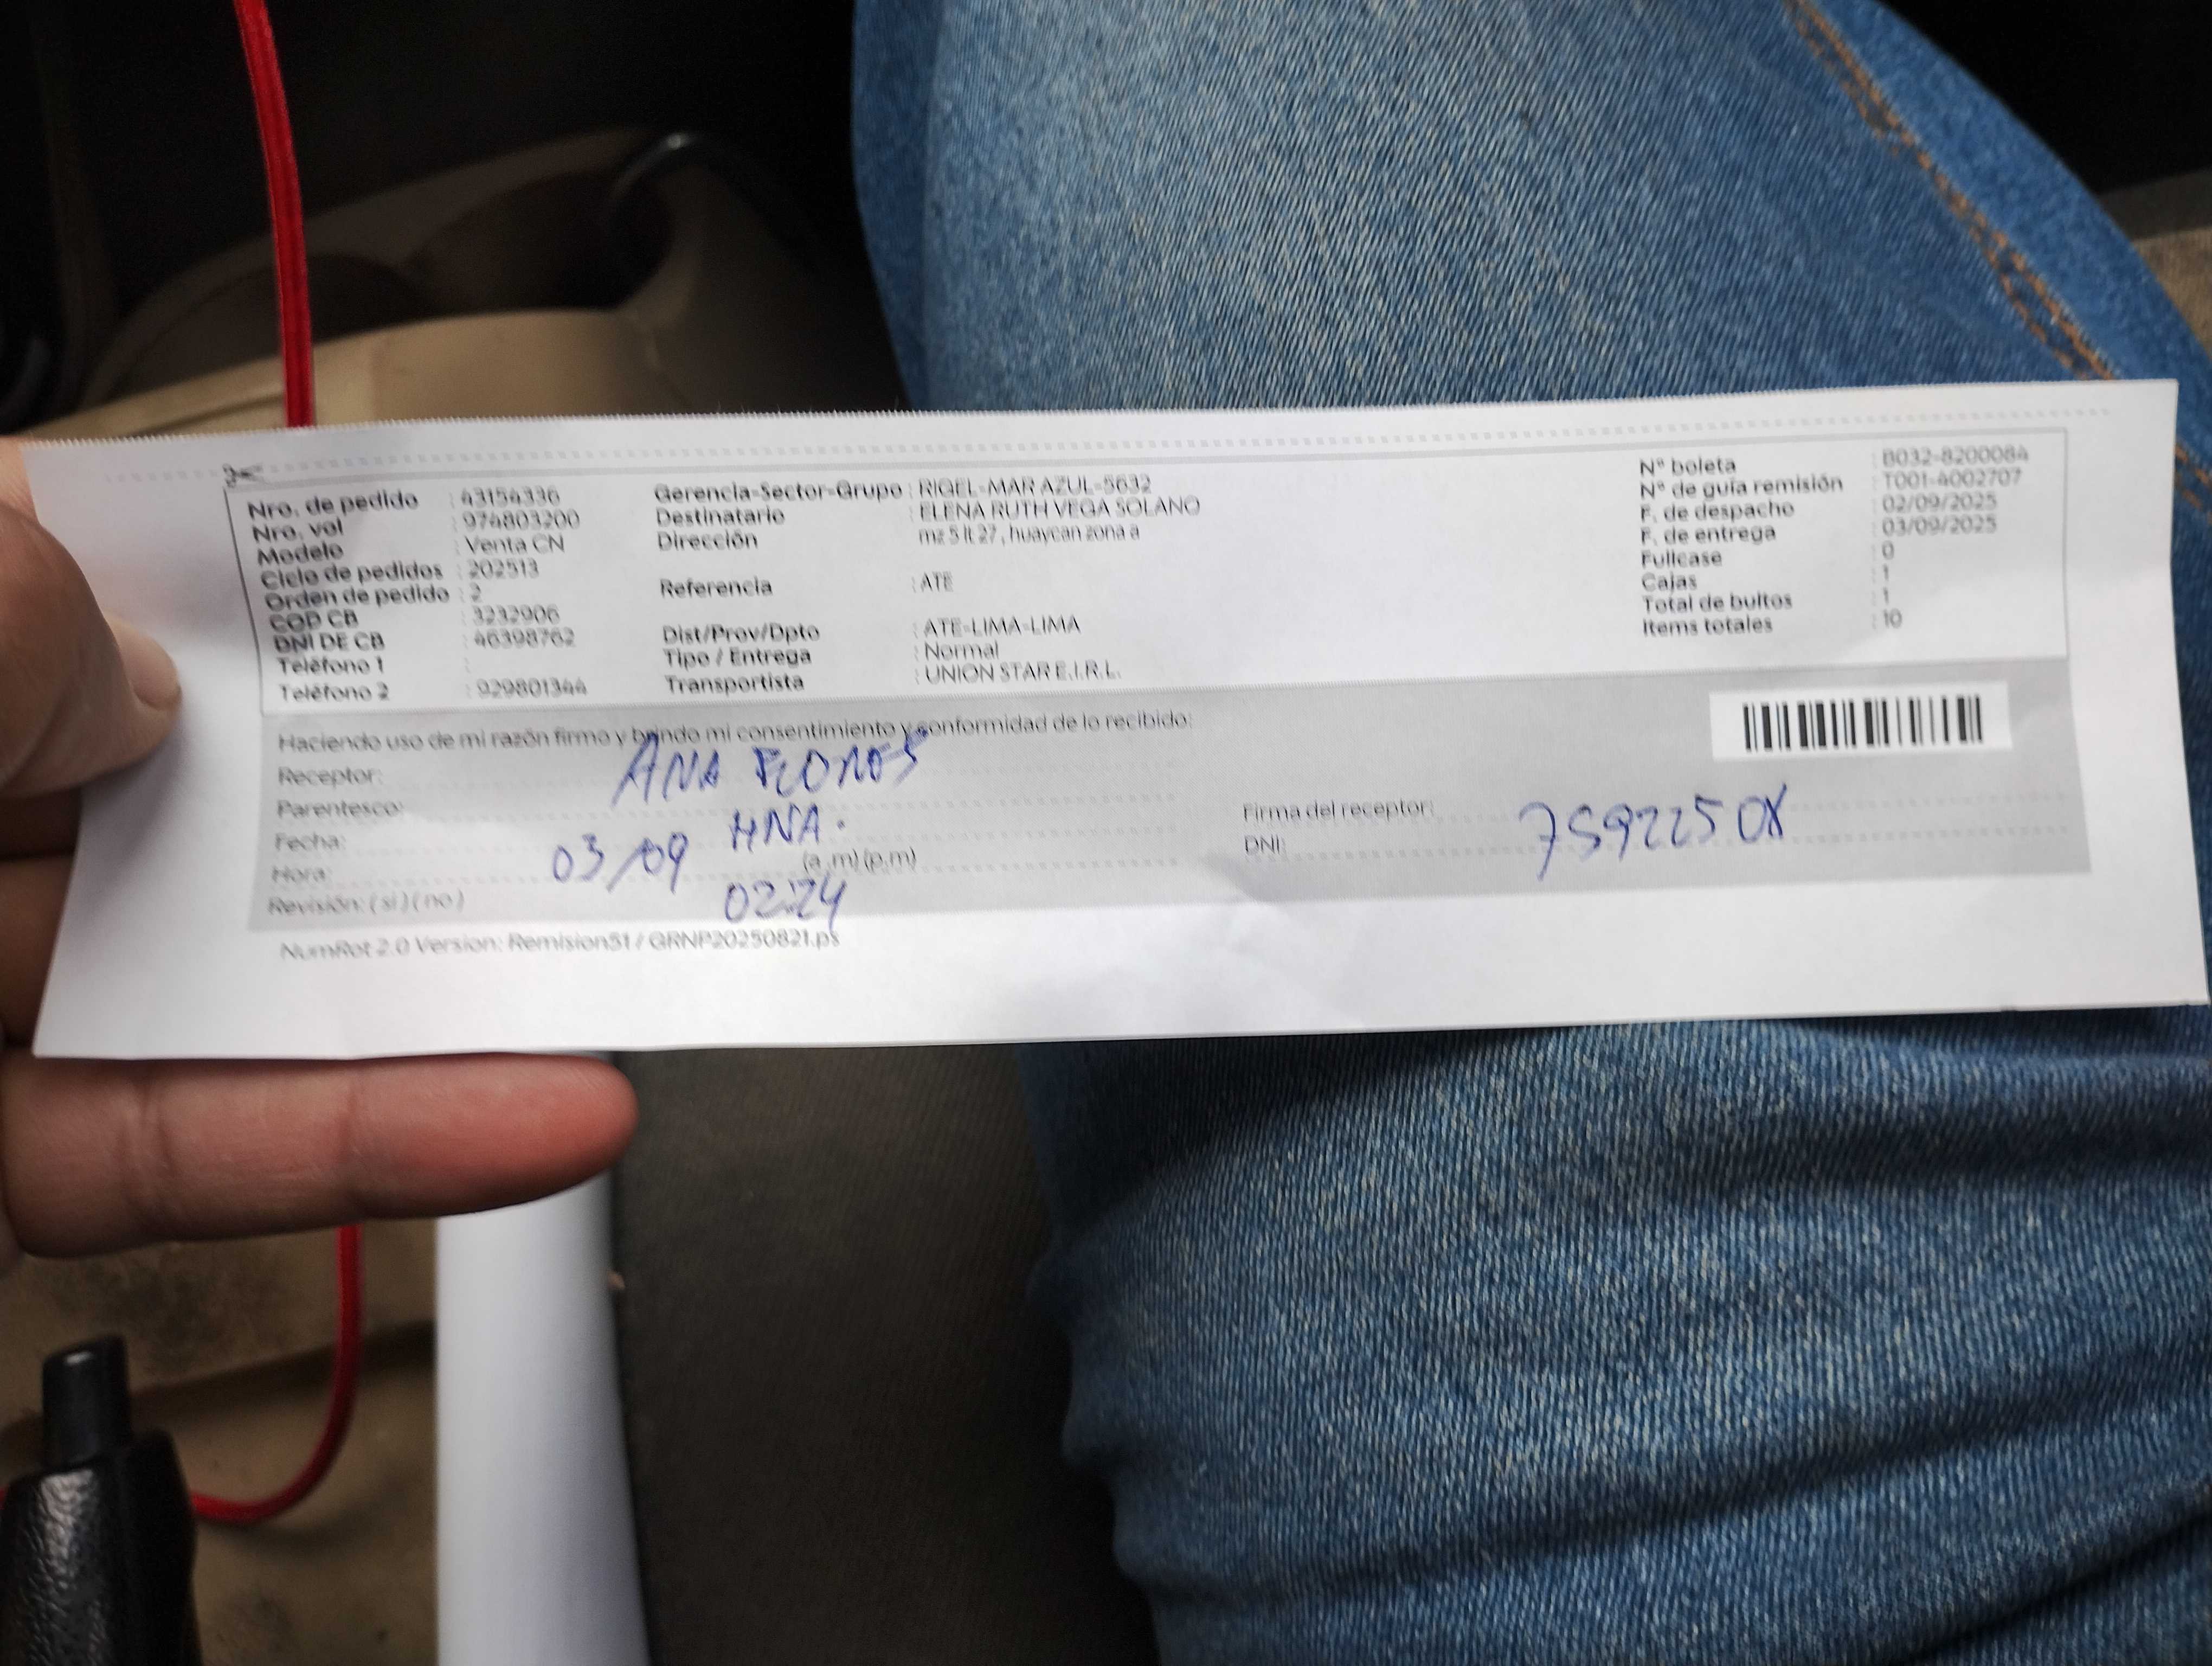 Nro. de pedido : 43154336
Nro. vol : 974803200
Modelo : Venta CN
Ciclo de pedidos : 202513
Orden de pedido : 2
COD CB : 3232906
DNI DE CB : 46398762
Teléfono 1 :
Teléfono 2 : 929801344
Gerencia-Sector-Grupo : RIGEL-MAR AZUL-5632
Destinatario : ELENA RUTH VEGA SOLANO
Dirección mz 5 lt 27 , huaycan zona a
Referencia : ATE
Dist/Prov/Dpto : ATE-LIMA-LIMA
Tipo / Entrega : Normal
Transportista : UNION STAR E.I.R.L.
N° boleta : B032-8200084
N° de guía remisión : T001-4002707
F. de despacho : 02/09/2025
F. de entrega : 03/09/2025
Fullcase : 0
Cajas : 1
Total de bultos : 1
Items totales : 10
Haciendo uso de mi razón firmo y brindo mi consentimiento y conformidad de lo recibido:
Receptor: ANA FLORES
Parentesco: HNA.
Fecha: 03/09
Hora: 02:24 (a.m) (p.m)
Revisión: ( si ) ( no )
Firma del receptor:
DNI:
NumRot 2.0 Version: Remision51 / GRNP20250821.ps